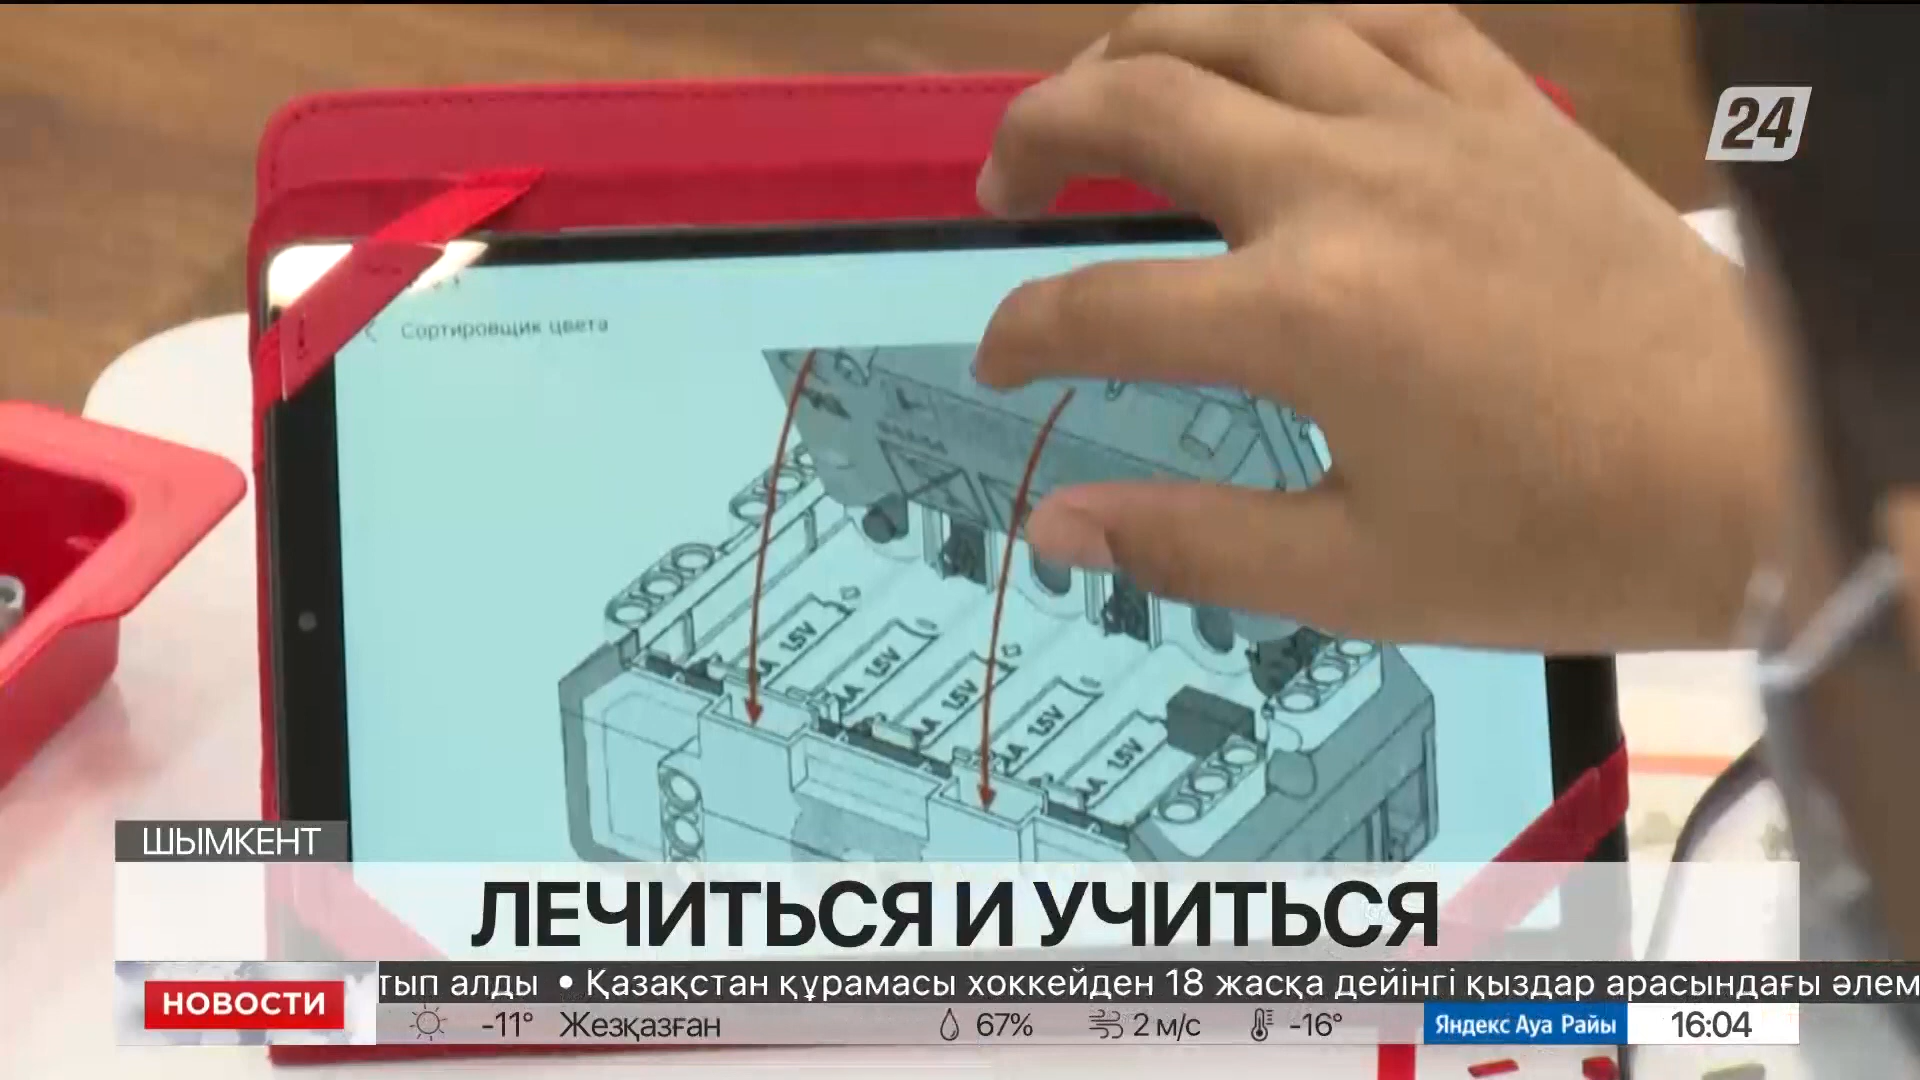 24
Сортировщик цвета
1.5V
1.5V
1.5V
1.5V
1.5V
ШЫМКЕНТ
ЛЕЧИТЬСЯ И УЧИТЬСЯ
НОВОСТИ
тып алды • Қазақстан құрамасы хоккейден 18 жасқа дейінгі қыздар арасындағы әлем
-11° Жезқазған 67% 2 м/с -16° Яндекс Ауа Райы 16:04